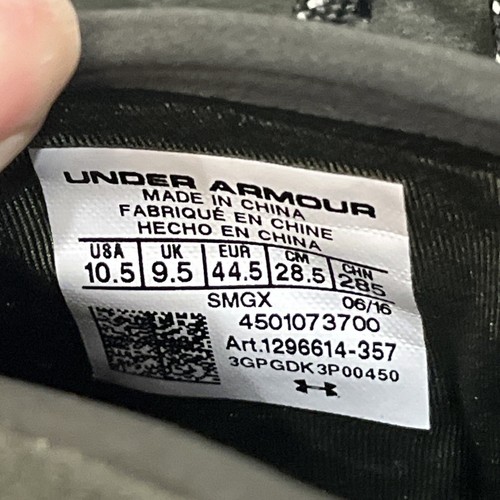 UNDER ARMOUR
MADE IN CHINA
FABRIQUÉ EN CHINE
HECHO EN CHINA
USA UK EUR CM CHN
10.5 9.5 44.5 28.5 285
SMGX 06/16
4501073700
Art.1296614-357
3GPGDK3P00450